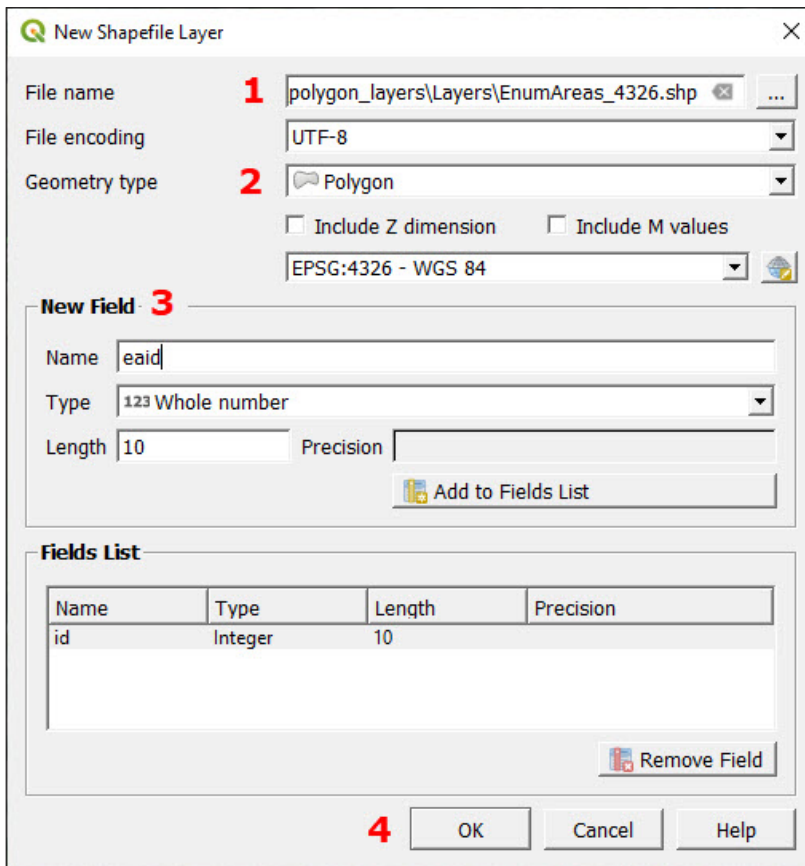 New Shapefile Layer
File name 1 polygon_layers\Layers\EnumAreas_4326.shp ...
File encoding UTF-8
Geometry type 2 Polygon
Include Z dimension Include M values
EPSG:4326 - WGS 84
New Field 3
Name eaid
Type 123 Whole number
Length 10 Precision
Add to Fields List
Fields List
Name Type Length Precision
id Integer 10
Remove Field
4 OK Cancel Help